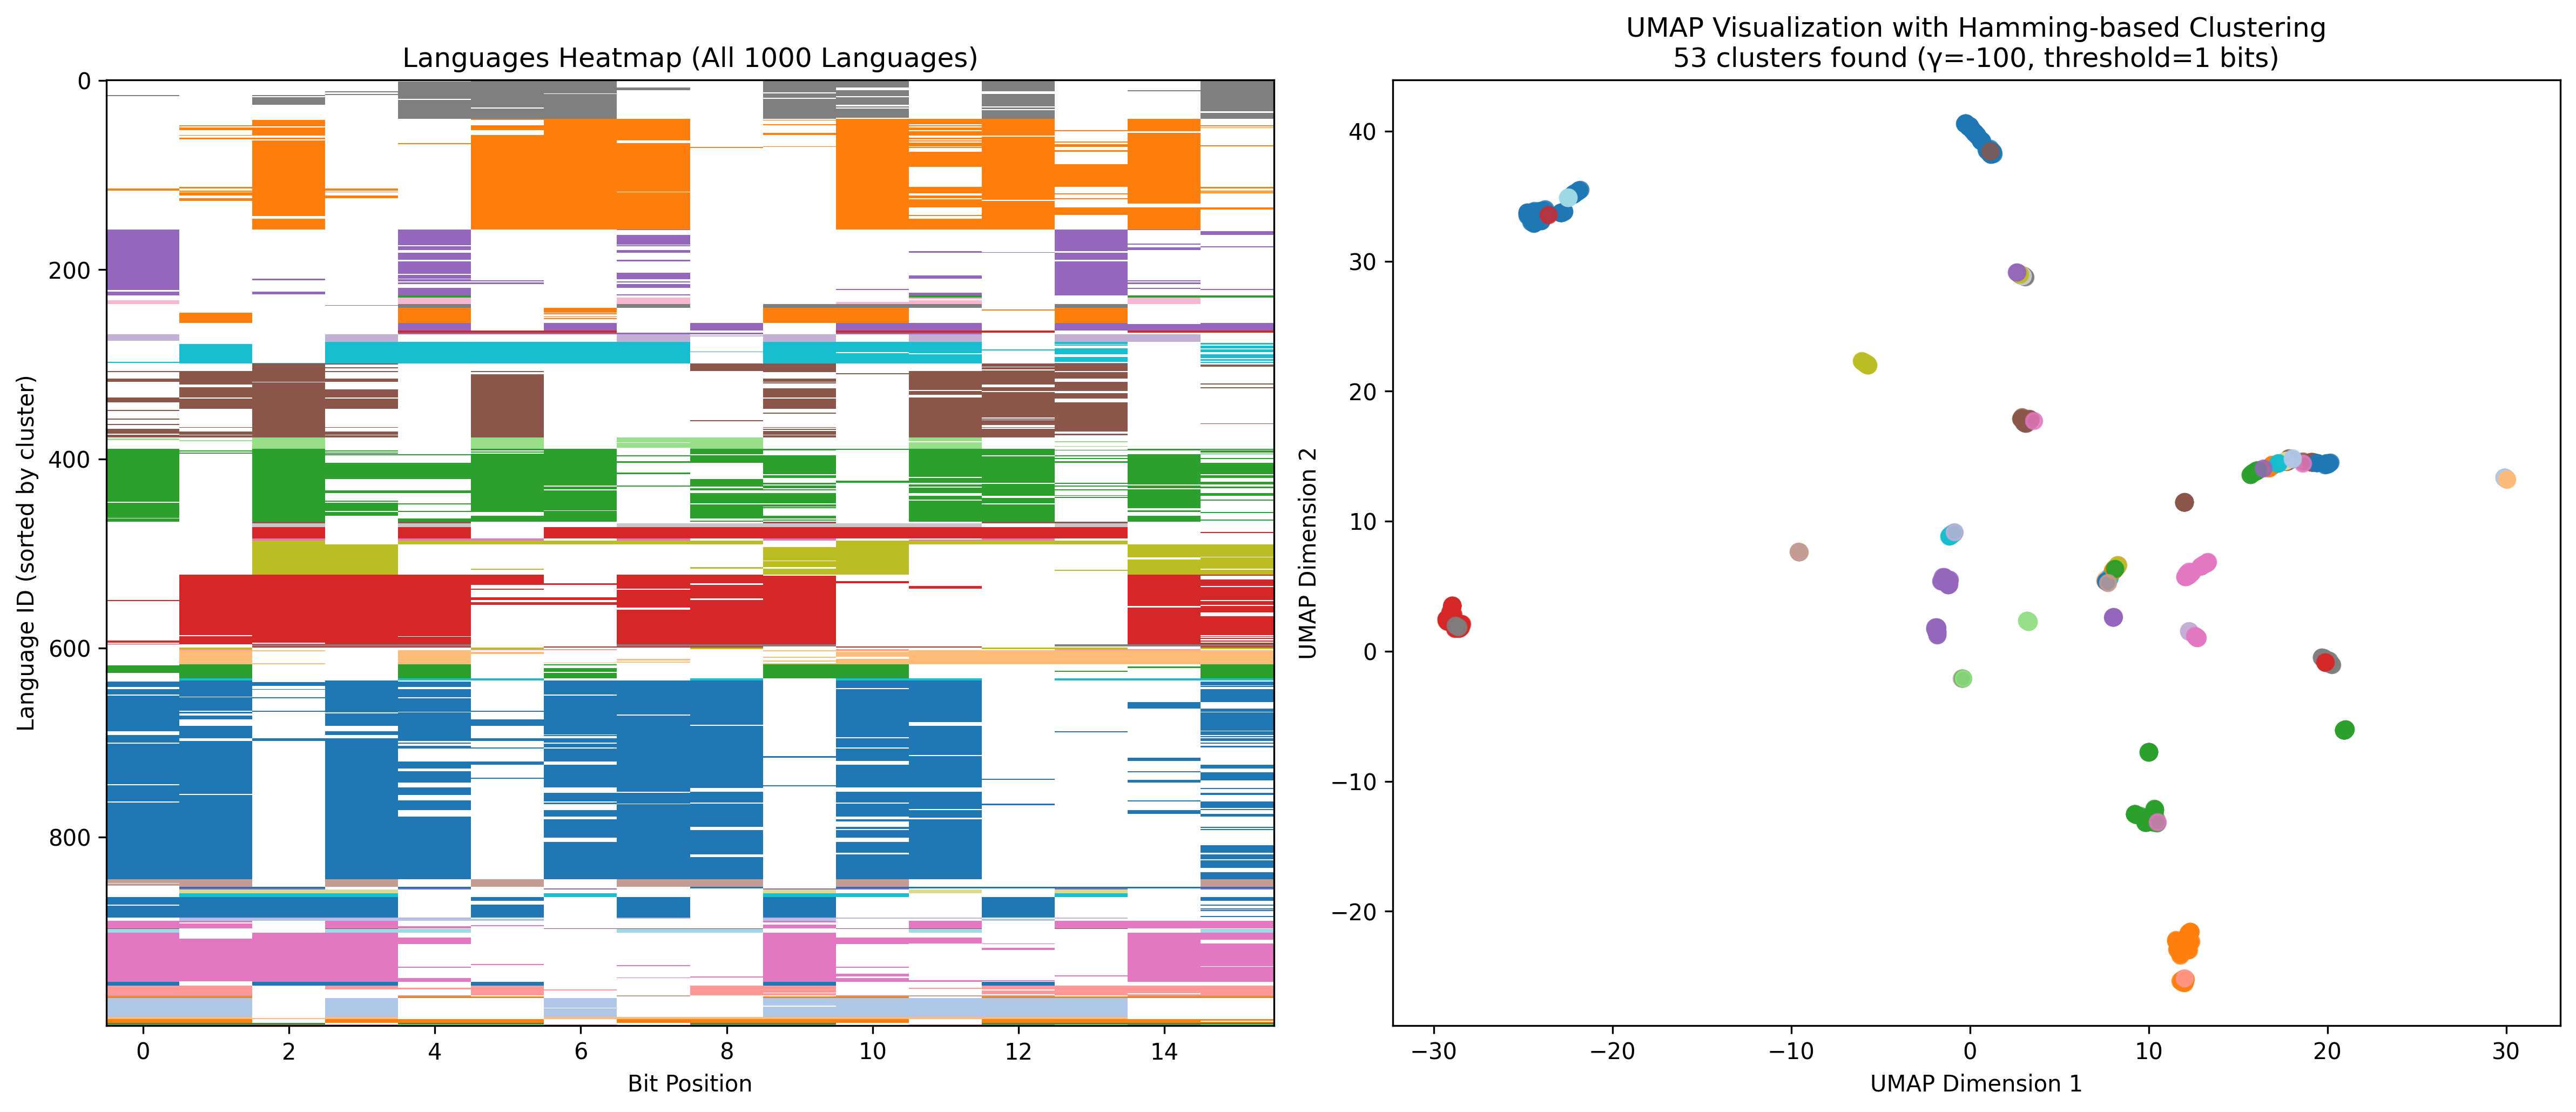 Languages Heatmap (All 1000 Languages)
0
200
400
600
800
Language ID (sorted by cluster)
0 2 4 6 8 10 12 14
Bit Position
UMAP Visualization with Hamming-based Clustering
53 clusters found (γ=-100, threshold=1 bits)
40
30
20
10
0
−10
−20
UMAP Dimension 2
−30 −20 −10 0 10 20 30
UMAP Dimension 1